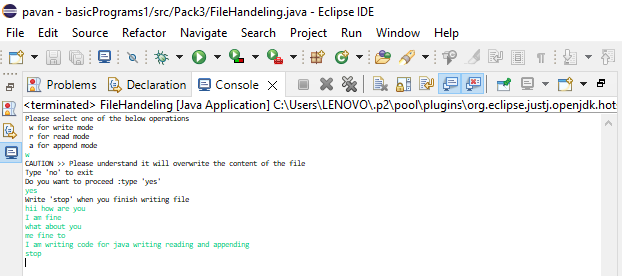 pavan - basicPrograms1/src/Pack3/FileHandeling.java - Eclipse IDE
File Edit Source Refactor Navigate Search Project Run Window Help
Problems Declaration Console
<terminated> FileHandeling [Java Application] C:\Users\LENOVO\.p2\pool\plugins\org.eclipse.justj.openjdk.hots
Please select one of the below operations
w for write mode
r for read mode
a for append mode
w
CAUTION >> Please understand it will overwrite the content of the file
Type 'no' to exit
Do you want to proceed :type 'yes'
yes
Write 'stop' when you finish writing file
hii how are you
I am fine
what about you
me fine to
I am writing code for java writing reading and appending
stop